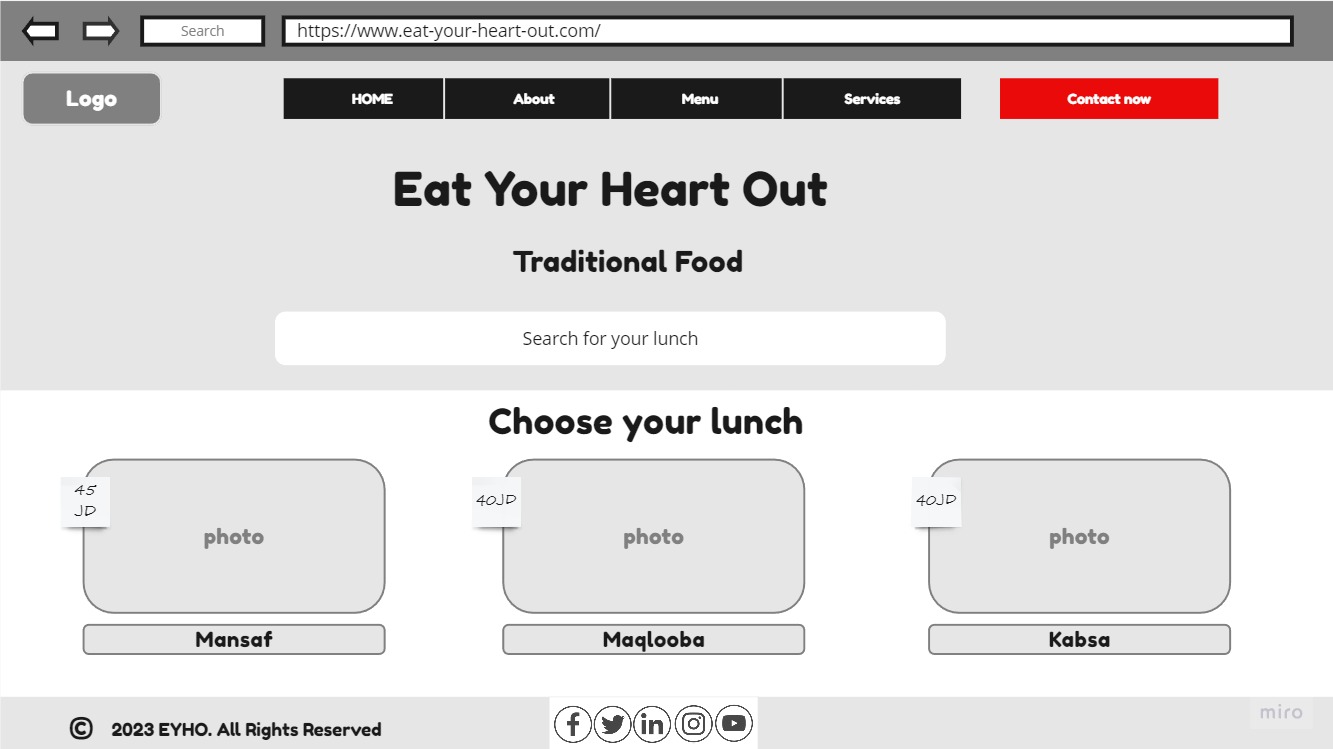 Search
https://www.eat-your-heart-out.com/
Logo
HOME
About
Menu
Services
Contact now
Eat Your Heart Out
Traditional Food
Search for your lunch
Choose your lunch
45
JD
photo
40JD
photo
40JD
photo
Mansaf
Maqlooba
Kabsa
© 2023 EYHO. All Rights Reserved
miro